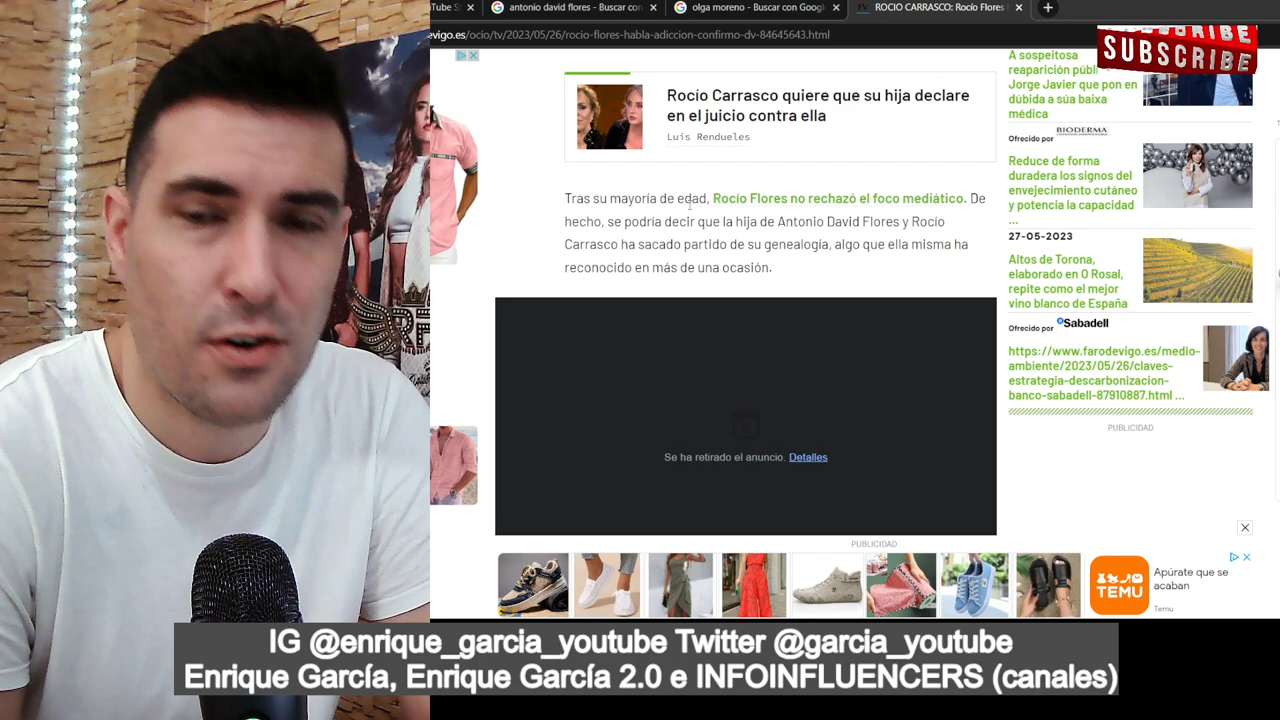 YouTube S
antonio david flores - Buscar con
olga moreno - Buscar con Googl
ROCIO CARRASCO: Rocío Flores
devigo.es/ocio/tv/2023/05/26/rocio-flores-habla-adiccion-confirmo-dv-84645643.html
SUBSCRIBE
SUBSCRIBE
Rocío Carrasco quiere que su hija declare
en el juicio contra ella
Luis Rendueles
Tras su mayoría de edad, Rocío Flores no rechazó el foco mediático. De
hecho, se podría decir que la hija de Antonio David Flores y Rocío
Carrasco ha sacado partido de su genealogía, algo que ella misma ha
reconocido en más de una ocasión.
Se ha retirado el anuncio. Detalles
PUBLICIDAD
A sospeitosa
reaparición públi
Jorge Javier que pon en
dúbida a súa baixa
médica
Ofrecido por BIODERMA
Reduce de forma
duradera los signos del
envejecimiento cutáneo
y potencia la capacidad
...
27-05-2023
Altos de Torona,
elaborado en O Rosal,
repite como el mejor
vino blanco de España
Ofrecido por Sabadell
https://www.farodevigo.es/medio-
ambiente/2023/05/26/claves-
estrategia-descarbonizacion-
banco-sabadell-87910887.html ...
PUBLICIDAD
TEMU
Apúrate que se
acaban
Temu
IG @enrique_garcia_youtube Twitter @garcia_youtube
Enrique García, Enrique García 2.0 e INFOINFLUENCERS (canales)